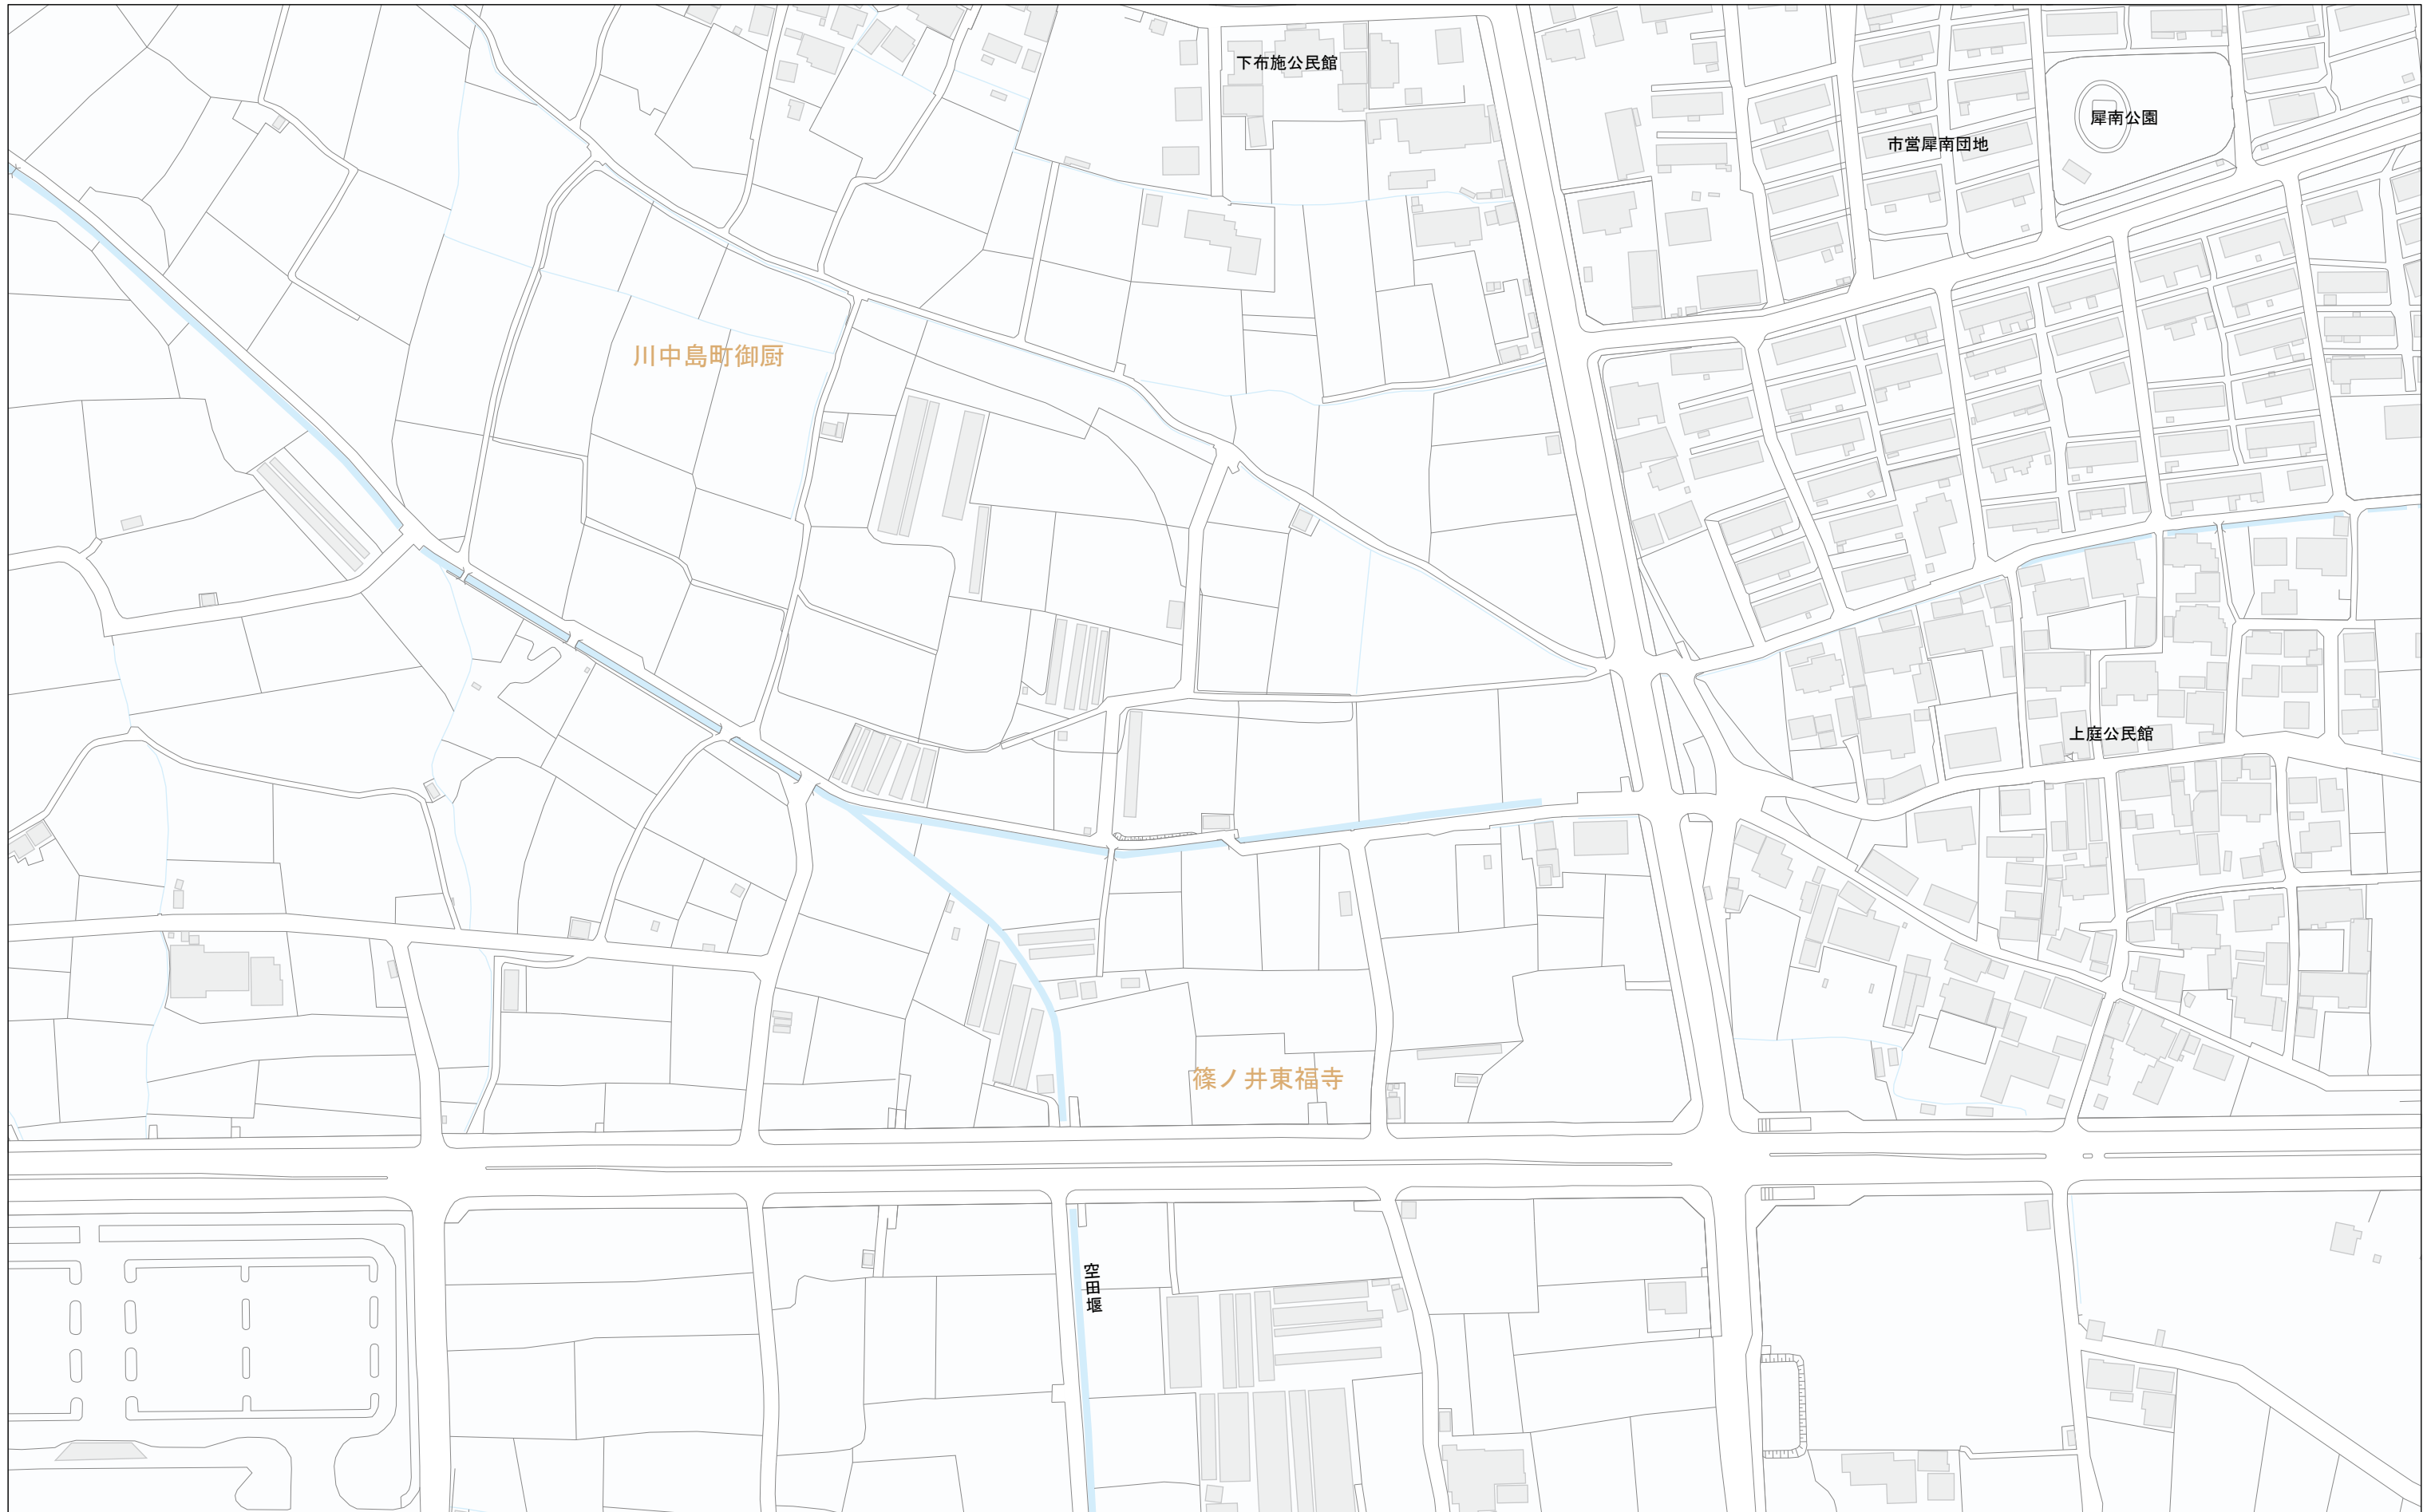 下布施公民館
犀南公園
市営犀南団地
川中島町御厨
上庭公民館
篠ノ井東福寺
空田堰